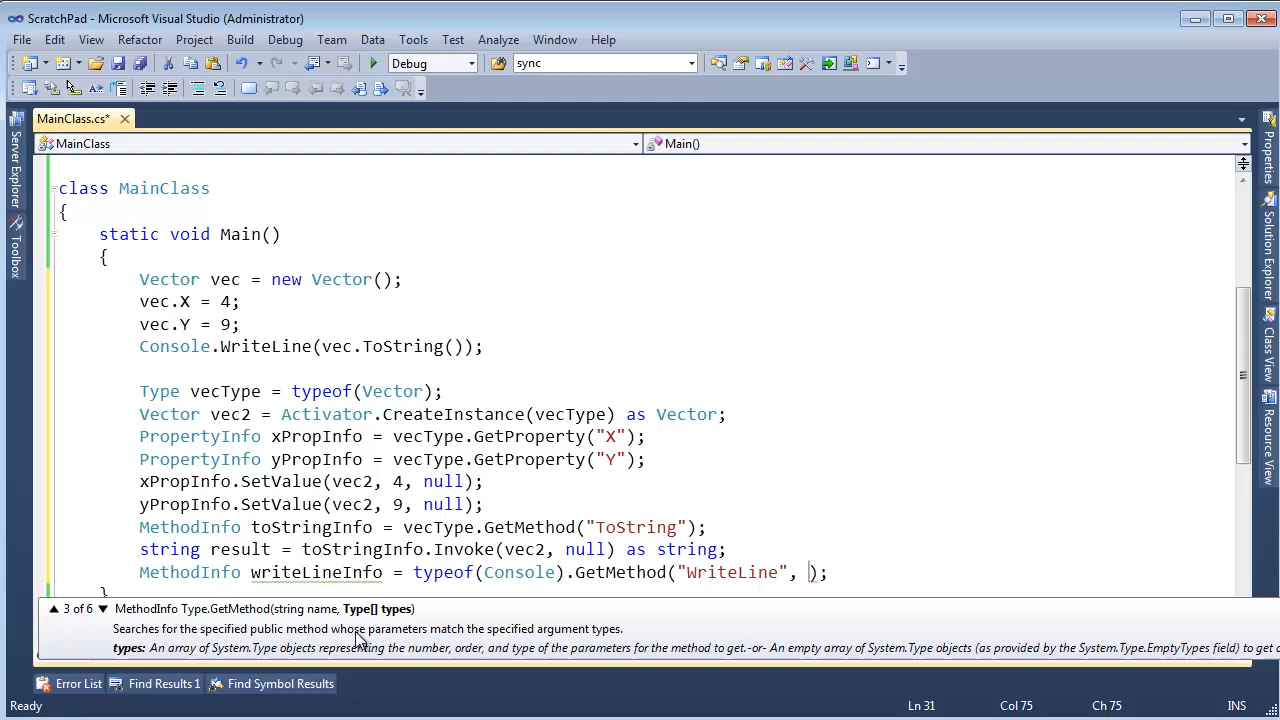 ScratchPad - Microsoft Visual Studio (Administrator)
File Edit View Refactor Project Build Debug Team Data Tools Test Analyze Window Help
Debug sync
MainClass.cs*
MainClass Main()
Server Explorer
Toolbox
Properties
Solution Explorer
Class View
Resource View
class MainClass
{
static void Main()
{
Vector vec = new Vector();
vec.X = 4;
vec.Y = 9;
Console.WriteLine(vec.ToString());
Type vecType = typeof(Vector);
Vector vec2 = Activator.CreateInstance(vecType) as Vector;
PropertyInfo xPropInfo = vecType.GetProperty("X");
PropertyInfo yPropInfo = vecType.GetProperty("Y");
xPropInfo.SetValue(vec2, 4, null);
yPropInfo.SetValue(vec2, 9, null);
MethodInfo toStringInfo = vecType.GetMethod("ToString");
string result = toStringInfo.Invoke(vec2, null) as string;
MethodInfo writeLineInfo = typeof(Console).GetMethod("WriteLine", );
}
3 of 6 MethodInfo Type.GetMethod(string name, Type[] types)
Searches for the specified public method whose parameters match the specified argument types.
types: An array of System.Type objects representing the number, order, and type of the parameters for the method to get.-or- An empty array of System.Type objects (as provided by the System.Type.EmptyTypes field) to get a
Error List Find Results 1 Find Symbol Results
Ready Ln 31 Col 75 Ch 75 INS